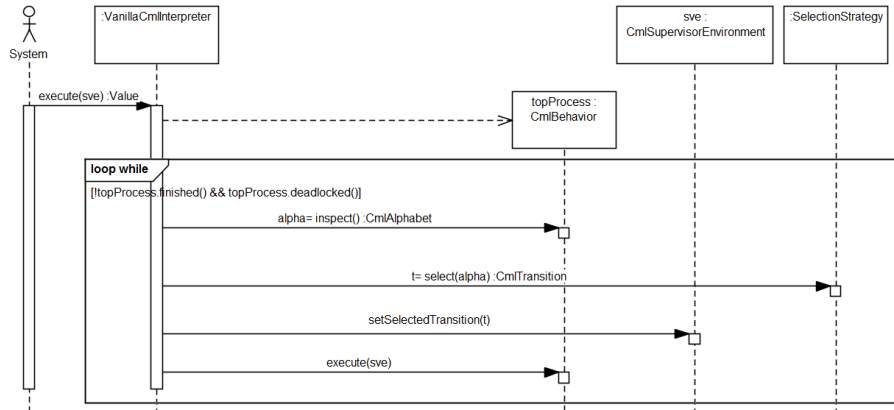 System
:VanillaCmlInterpreter
sve :
CmlSupervisorEnvironment
:SelectionStrategy
execute(sve) :Value
topProcess :
CmlBehavior
loop while
[!topProcess.finished() && topProcess.deadlocked()]
alpha= inspect() :CmlAlphabet
t= select(alpha) :CmlTransition
setSelectedTransition(t)
execute(sve)